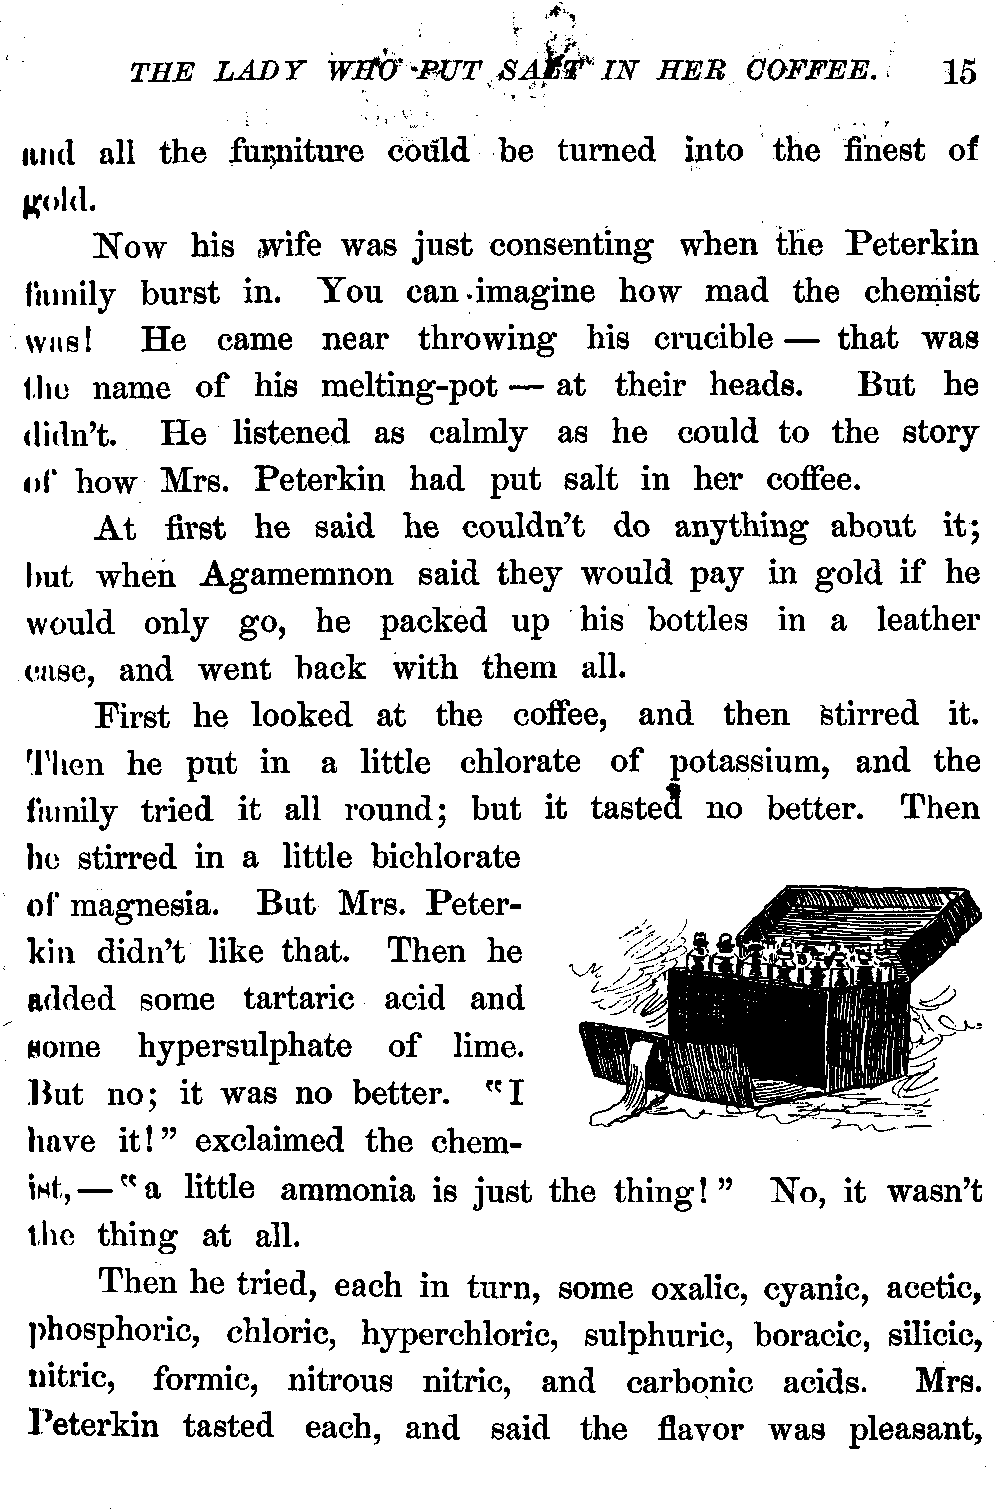 THE LADY WHO PUT SALT IN HER COFFEE. 15
and all the furniture could be turned into the finest of
gold.
Now his wife was just consenting when the Peterkin
family burst in. You can imagine how mad the chemist
was! He came near throwing his crucible — that was
the name of his melting-pot — at their heads. But he
didn't. He listened as calmly as he could to the story
of how Mrs. Peterkin had put salt in her coffee.
At first he said he couldn't do anything about it;
but when Agamemnon said they would pay in gold if he
would only go, he packed up his bottles in a leather
case, and went back with them all.
First he looked at the coffee, and then stirred it.
Then he put in a little chlorate of potassium, and the
family tried it all round; but it tasted no better. Then
he stirred in a little bichlorate
of magnesia. But Mrs. Peter-
kin didn't like that. Then he
added some tartaric acid and
some hypersulphate of lime.
But no; it was no better. "I
have it!" exclaimed the chem-
ist, — "a little ammonia is just the thing!" No, it wasn't
the thing at all.
Then he tried, each in turn, some oxalic, cyanic, acetic,
phosphoric, chloric, hyperchloric, sulphuric, boracic, silicic,
nitric, formic, nitrous nitric, and carbonic acids. Mrs.
Peterkin tasted each, and said the flavor was pleasant,